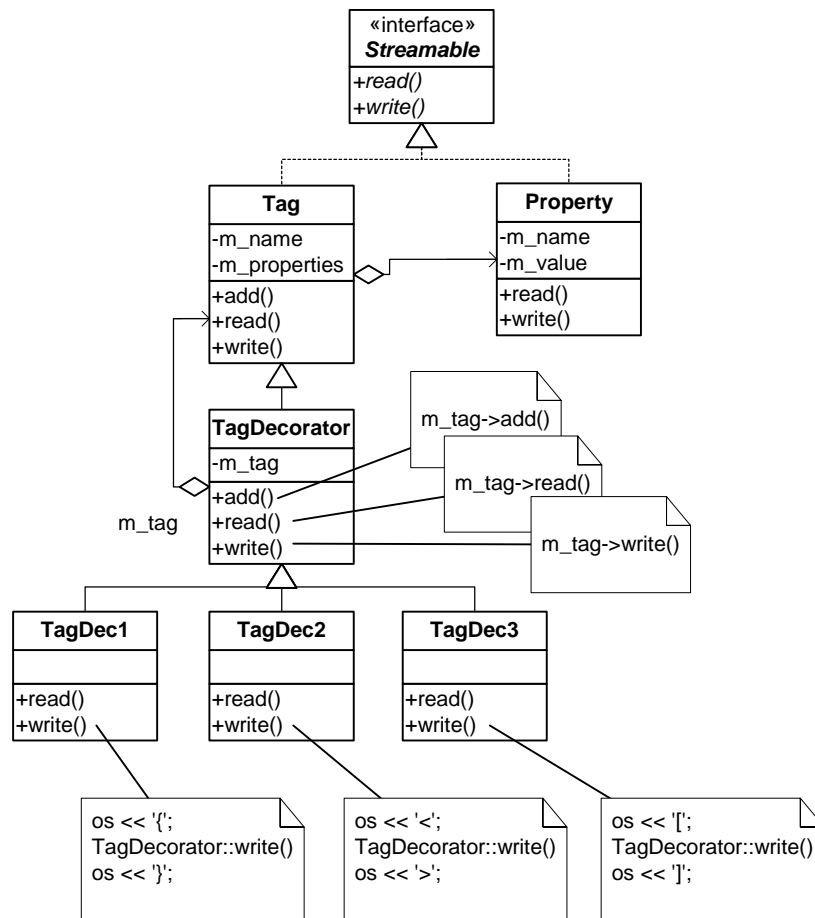 «interface»
Streamable
+read()
+write()
Tag
-m_name
-m_properties
+add()
+read()
+write()
Property
-m_name
-m_value
+read()
+write()
TagDecorator
-m_tag
+add()
+read()
+write()
m_tag
m_tag->add()
m_tag->read()
m_tag->write()
TagDec1
+read()
+write()
TagDec2
+read()
+write()
TagDec3
+read()
+write()
os << '{';
TagDecorator::write()
os << '}';
os << '<';
TagDecorator::write()
os << '>';
os << '[';
TagDecorator::write()
os << ']';